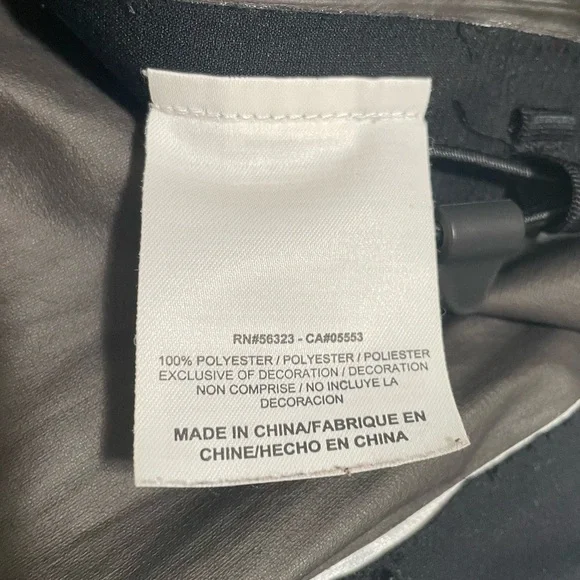 RN#56323 - CA#05553
100% POLYESTER / POLYESTER / POLIESTER
EXCLUSIVE OF DECORATION / DECORATION
NON COMPRISE / NO INCLUYE LA
DECORACION
MADE IN CHINA/FABRIQUE EN
CHINE/HECHO EN CHINA